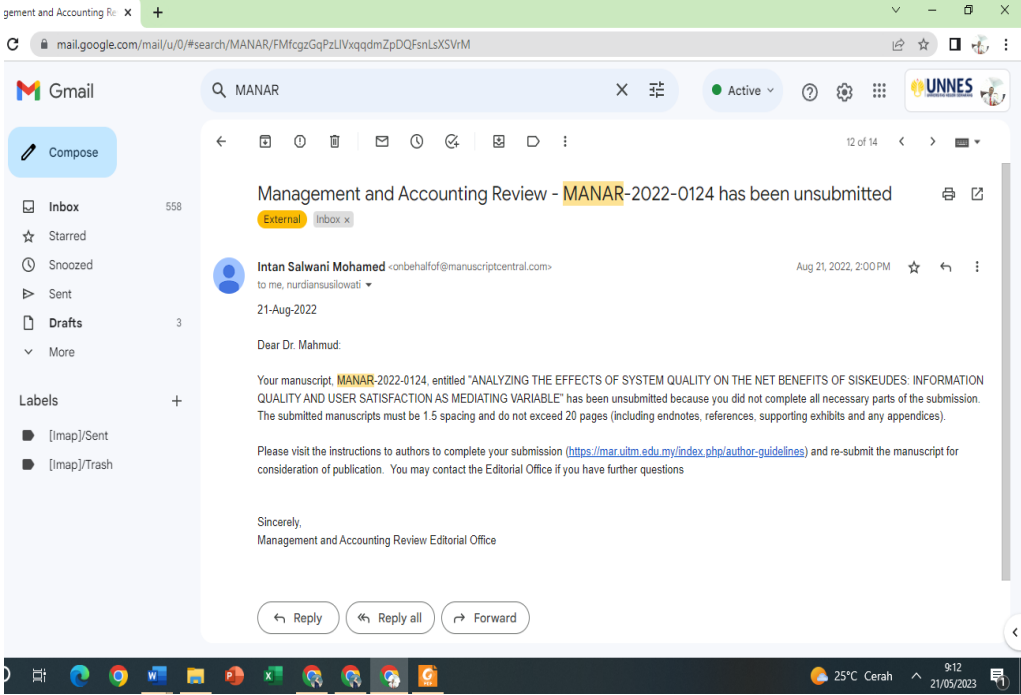 gement and Accounting Re × +
mail.google.com/mail/u/0/#search/MANAR/FMfcgzGqPzLlVxqqdmZpDQFsnLsXSVrM
Gmail
MANAR
Active
UNNES
Compose
12 of 14
Inbox 558
Starred
Snoozed
Sent
Drafts 3
More
Labels +
[Imap]/Sent
[Imap]/Trash
Management and Accounting Review - MANAR-2022-0124 has been unsubmitted
External Inbox ×
Intan Salwani Mohamed <onbehalfof@manuscriptcentral.com> Aug 21, 2022, 2:00 PM
to me, nurdiansusilowati
21-Aug-2022
Dear Dr. Mahmud:
Your manuscript, MANAR-2022-0124, entitled "ANALYZING THE EFFECTS OF SYSTEM QUALITY ON THE NET BENEFITS OF SISKEUDES: INFORMATION
QUALITY AND USER SATISFACTION AS MEDIATING VARIABLE" has been unsubmitted because you did not complete all necessary parts of the submission.
The submitted manuscripts must be 1.5 spacing and do not exceed 20 pages (including endnotes, references, supporting exhibits and any appendices).
Please visit the instructions to authors to complete your submission (https://mar.uitm.edu.my/index.php/author-guidelines) and re-submit the manuscript for
consideration of publication. You may contact the Editorial Office if you have further questions
Sincerely,
Management and Accounting Review Editorial Office
Reply Reply all Forward
25°C Cerah
9:12
21/05/2023
1